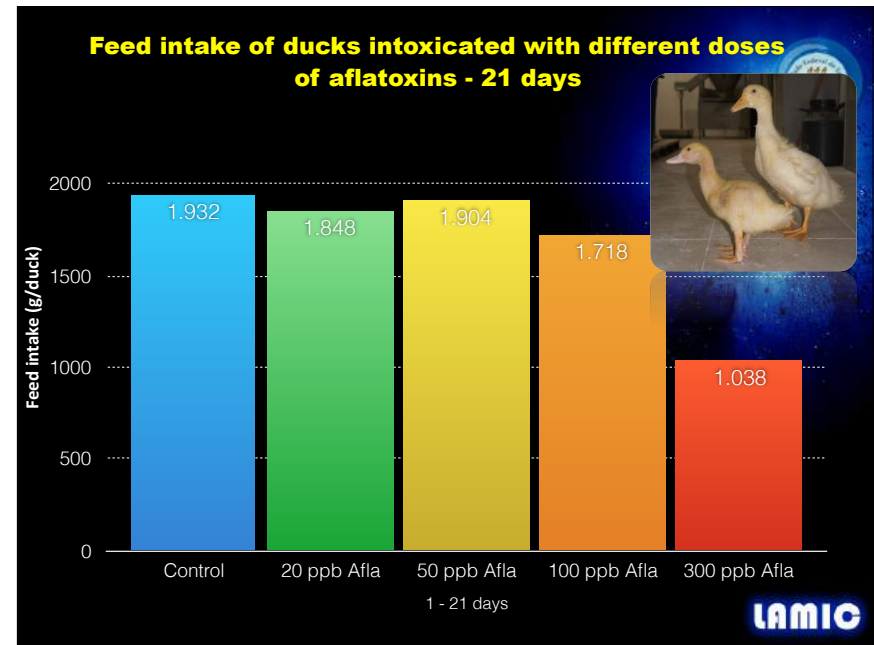 Feed intake of ducks intoxicated with different doses
of aflatoxins - 21 days
2000
1500
1000
500
0
Feed intake (g/duck)
1.932
1.848
1.904
1.718
1.038
Control
20 ppb Afla
50 ppb Afla
100 ppb Afla
300 ppb Afla
1 - 21 days
LAMIC